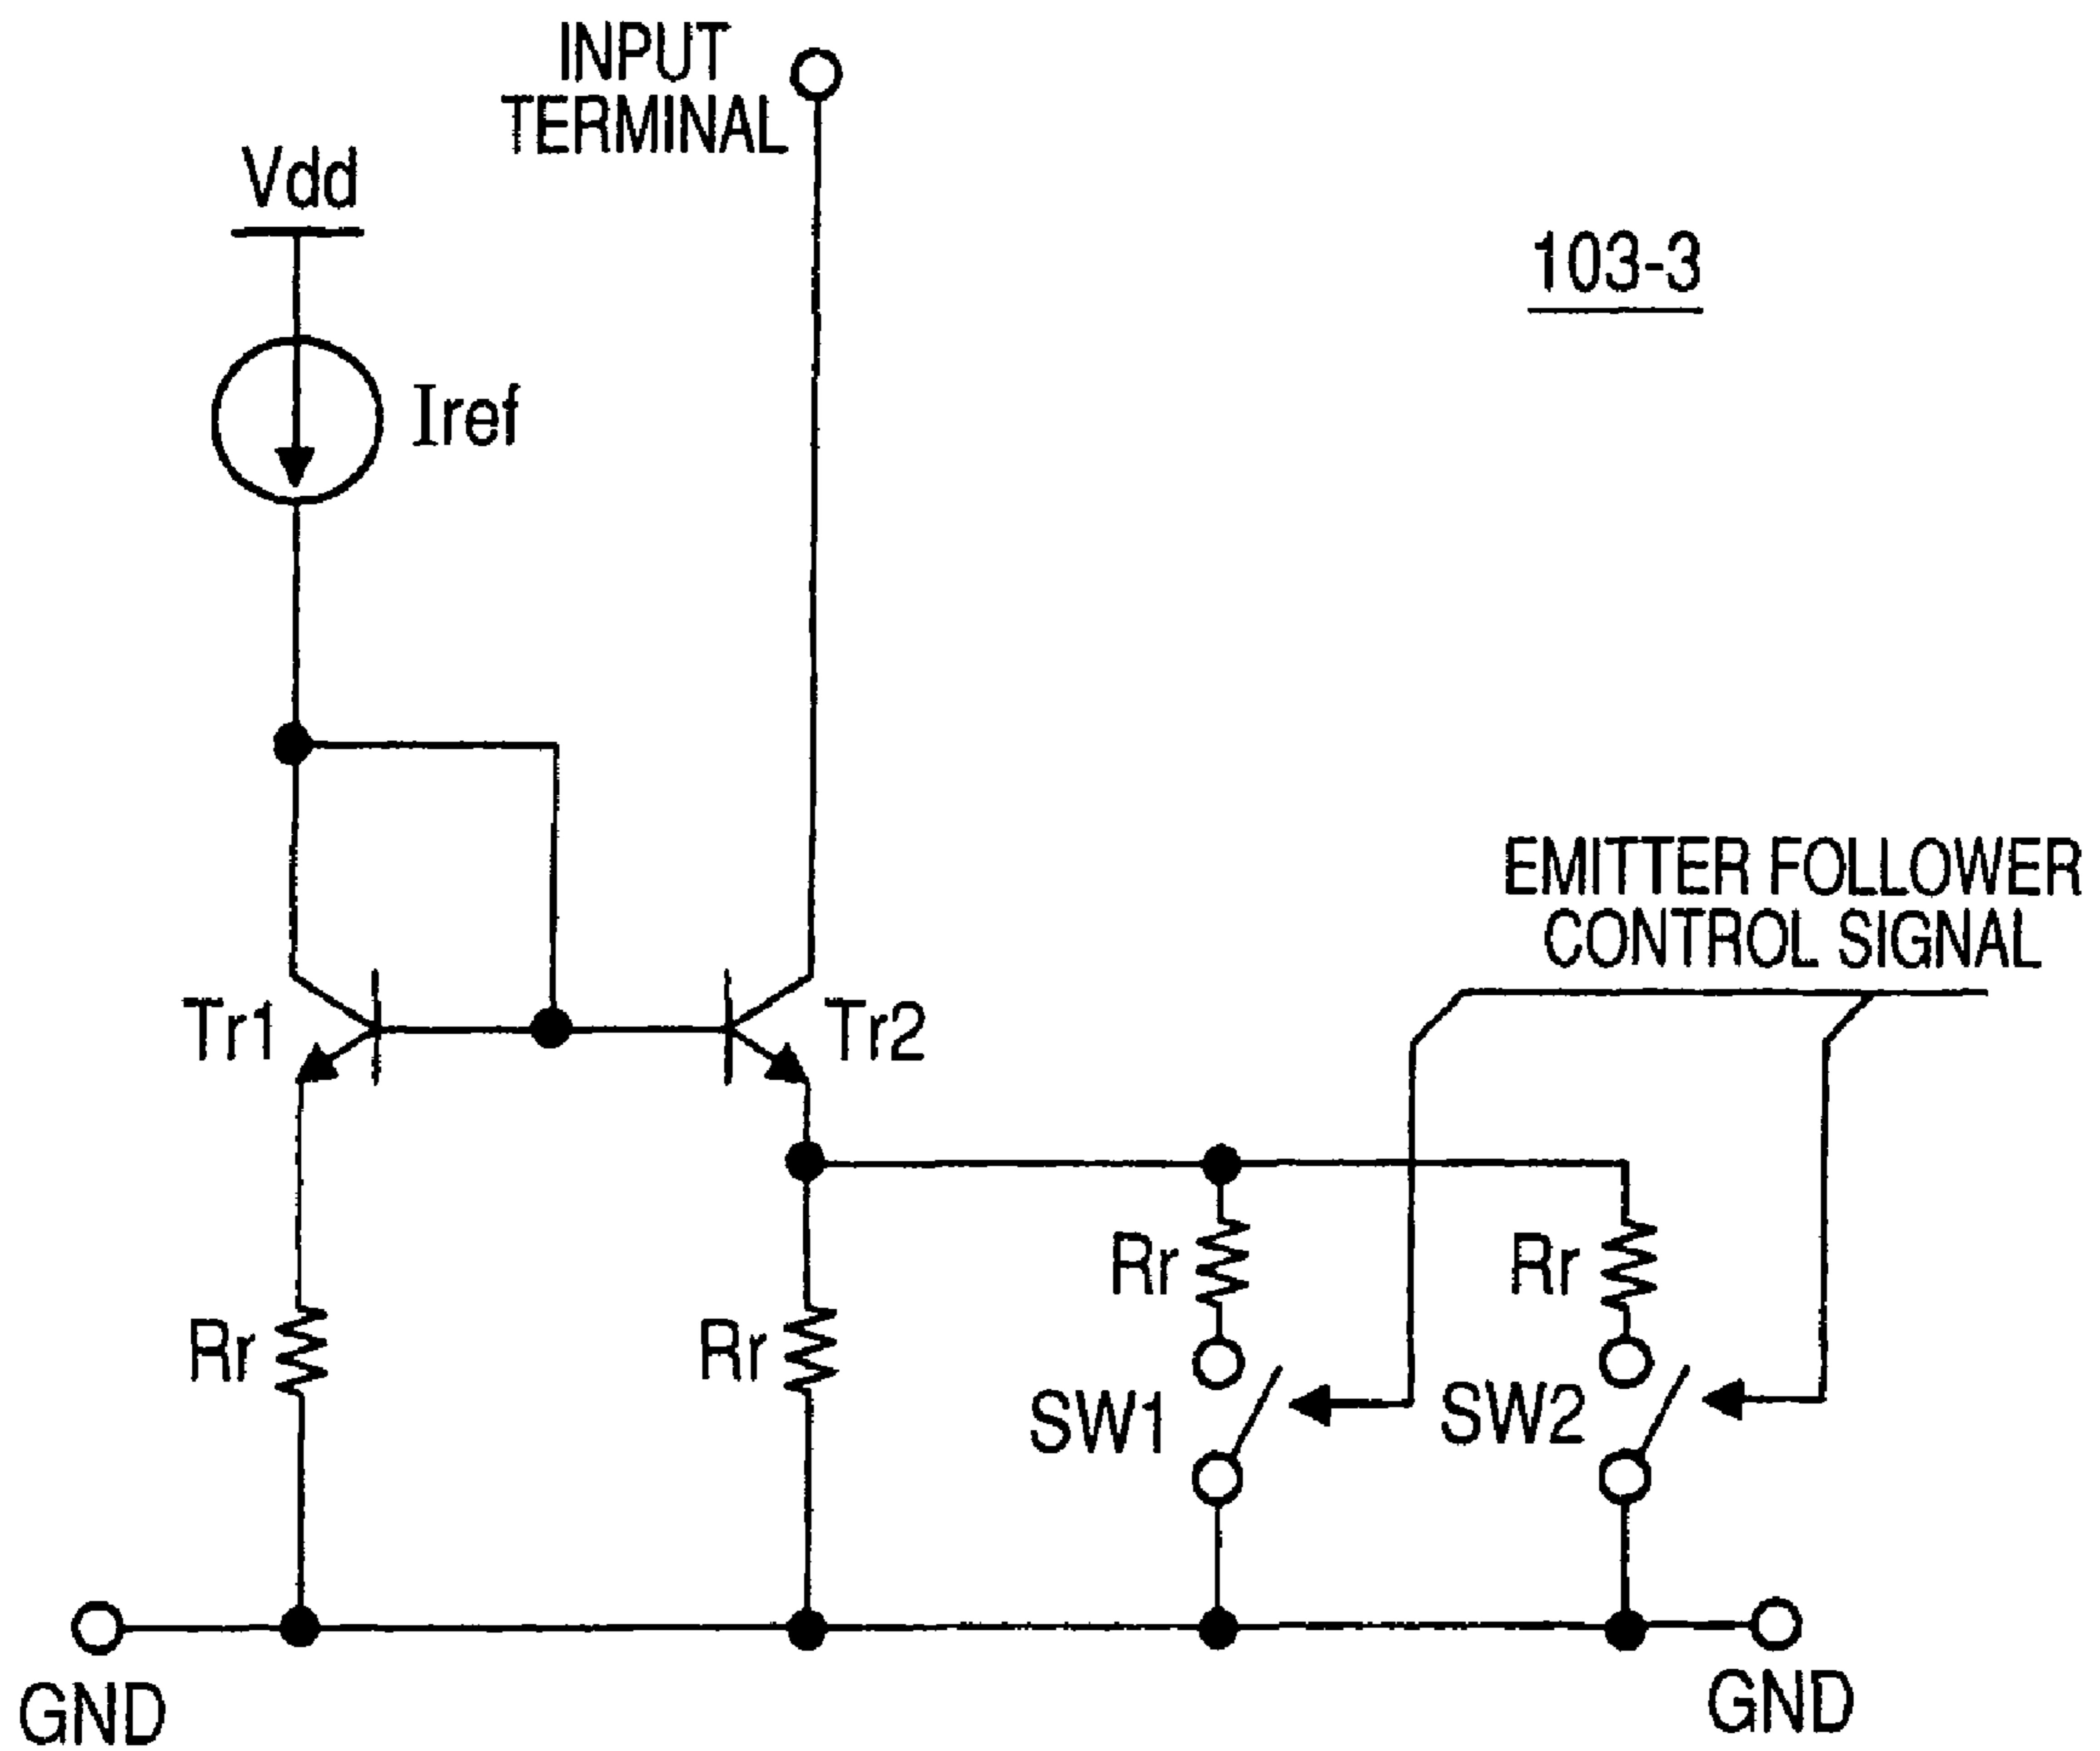 INPUT
TERMINAL
Vdd
103-3
Iref
EMITTER FOLLOWER
CONTROL SIGNAL
Tr1
Tr2
Rr
Rr
Rr
Rr
SW1
SW2
GND
GND